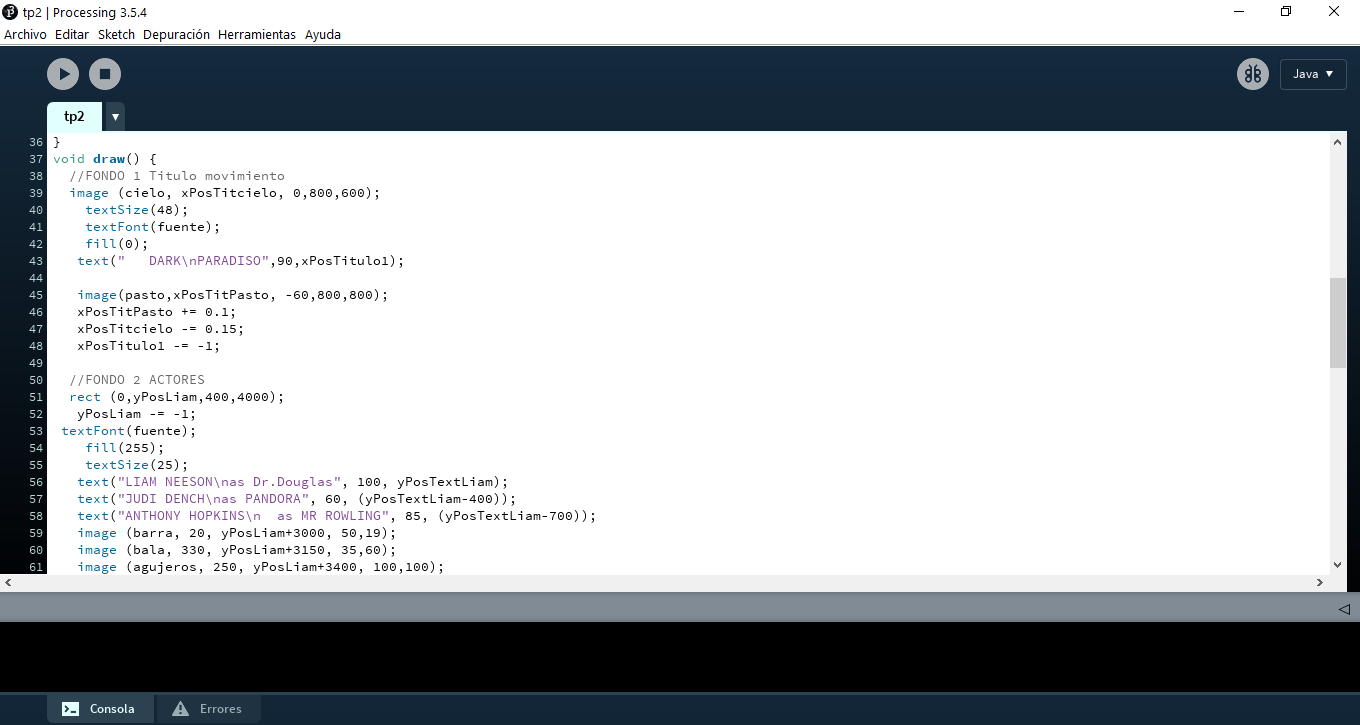 tp2 | Processing 3.5.4
Archivo Editar Sketch Depuración Herramientas Ayuda
Java ▼
tp2 ▼
36 }
37 void draw() {
38 //FONDO 1 Titulo movimiento
39 image (cielo, xPosTitcielo, 0,800,600);
40 textSize(48);
41 textFont(fuente);
42 fill(0);
43 text("   DARK\nPARADISO",90,xPosTitulo1);
44
45 image(pasto,xPosTitPasto, -60,800,800);
46 xPosTitPasto += 0.1;
47 xPosTitcielo -= 0.15;
48 xPosTitulo1 -= -1;
49
50 //FONDO 2 ACTORES
51 rect (0,yPosLiam,400,4000);
52 yPosLiam -= -1;
53 textFont(fuente);
54 fill(255);
55 textSize(25);
56 text("LIAM NEESON\nas Dr.Douglas", 100, yPosTextLiam);
57 text("JUDI DENCH\nas PANDORA", 60, (yPosTextLiam-400));
58 text("ANTHONY HOPKINS\n  as MR ROWLING", 85, (yPosTextLiam-700));
59 image (barra, 20, yPosLiam+3000, 50,19);
60 image (bala, 330, yPosLiam+3150, 35,60);
61 image (agujeros, 250, yPosLiam+3400, 100,100);
Consola Errores